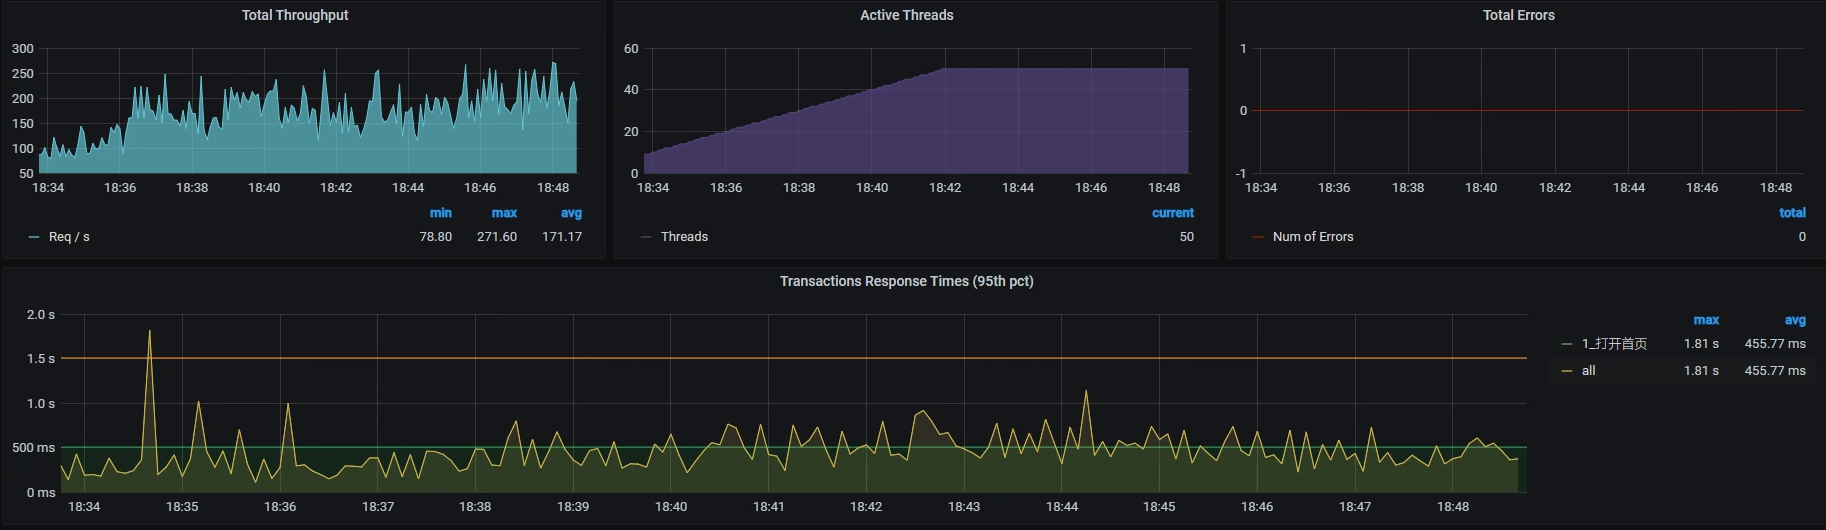 Total Throughput
300
250
200
150
100
50
18:34 18:36 18:38 18:40 18:42 18:44 18:46 18:48
min max avg
Req / s 78.80 271.60 171.17
Active Threads
60
40
20
0
18:34 18:36 18:38 18:40 18:42 18:44 18:46 18:48
current
Threads 50
Total Errors
1
0
-1
18:34 18:36 18:38 18:40 18:42 18:44 18:46 18:48
total
Num of Errors 0
Transactions Response Times (95th pct)
2.0 s
1.5 s
1.0 s
500 ms
0 ms
18:34 18:35 18:36 18:37 18:38 18:39 18:40 18:41 18:42 18:43 18:44 18:45 18:46 18:47 18:48
max avg
1_打开首页 1.81 s 455.77 ms
all 1.81 s 455.77 ms